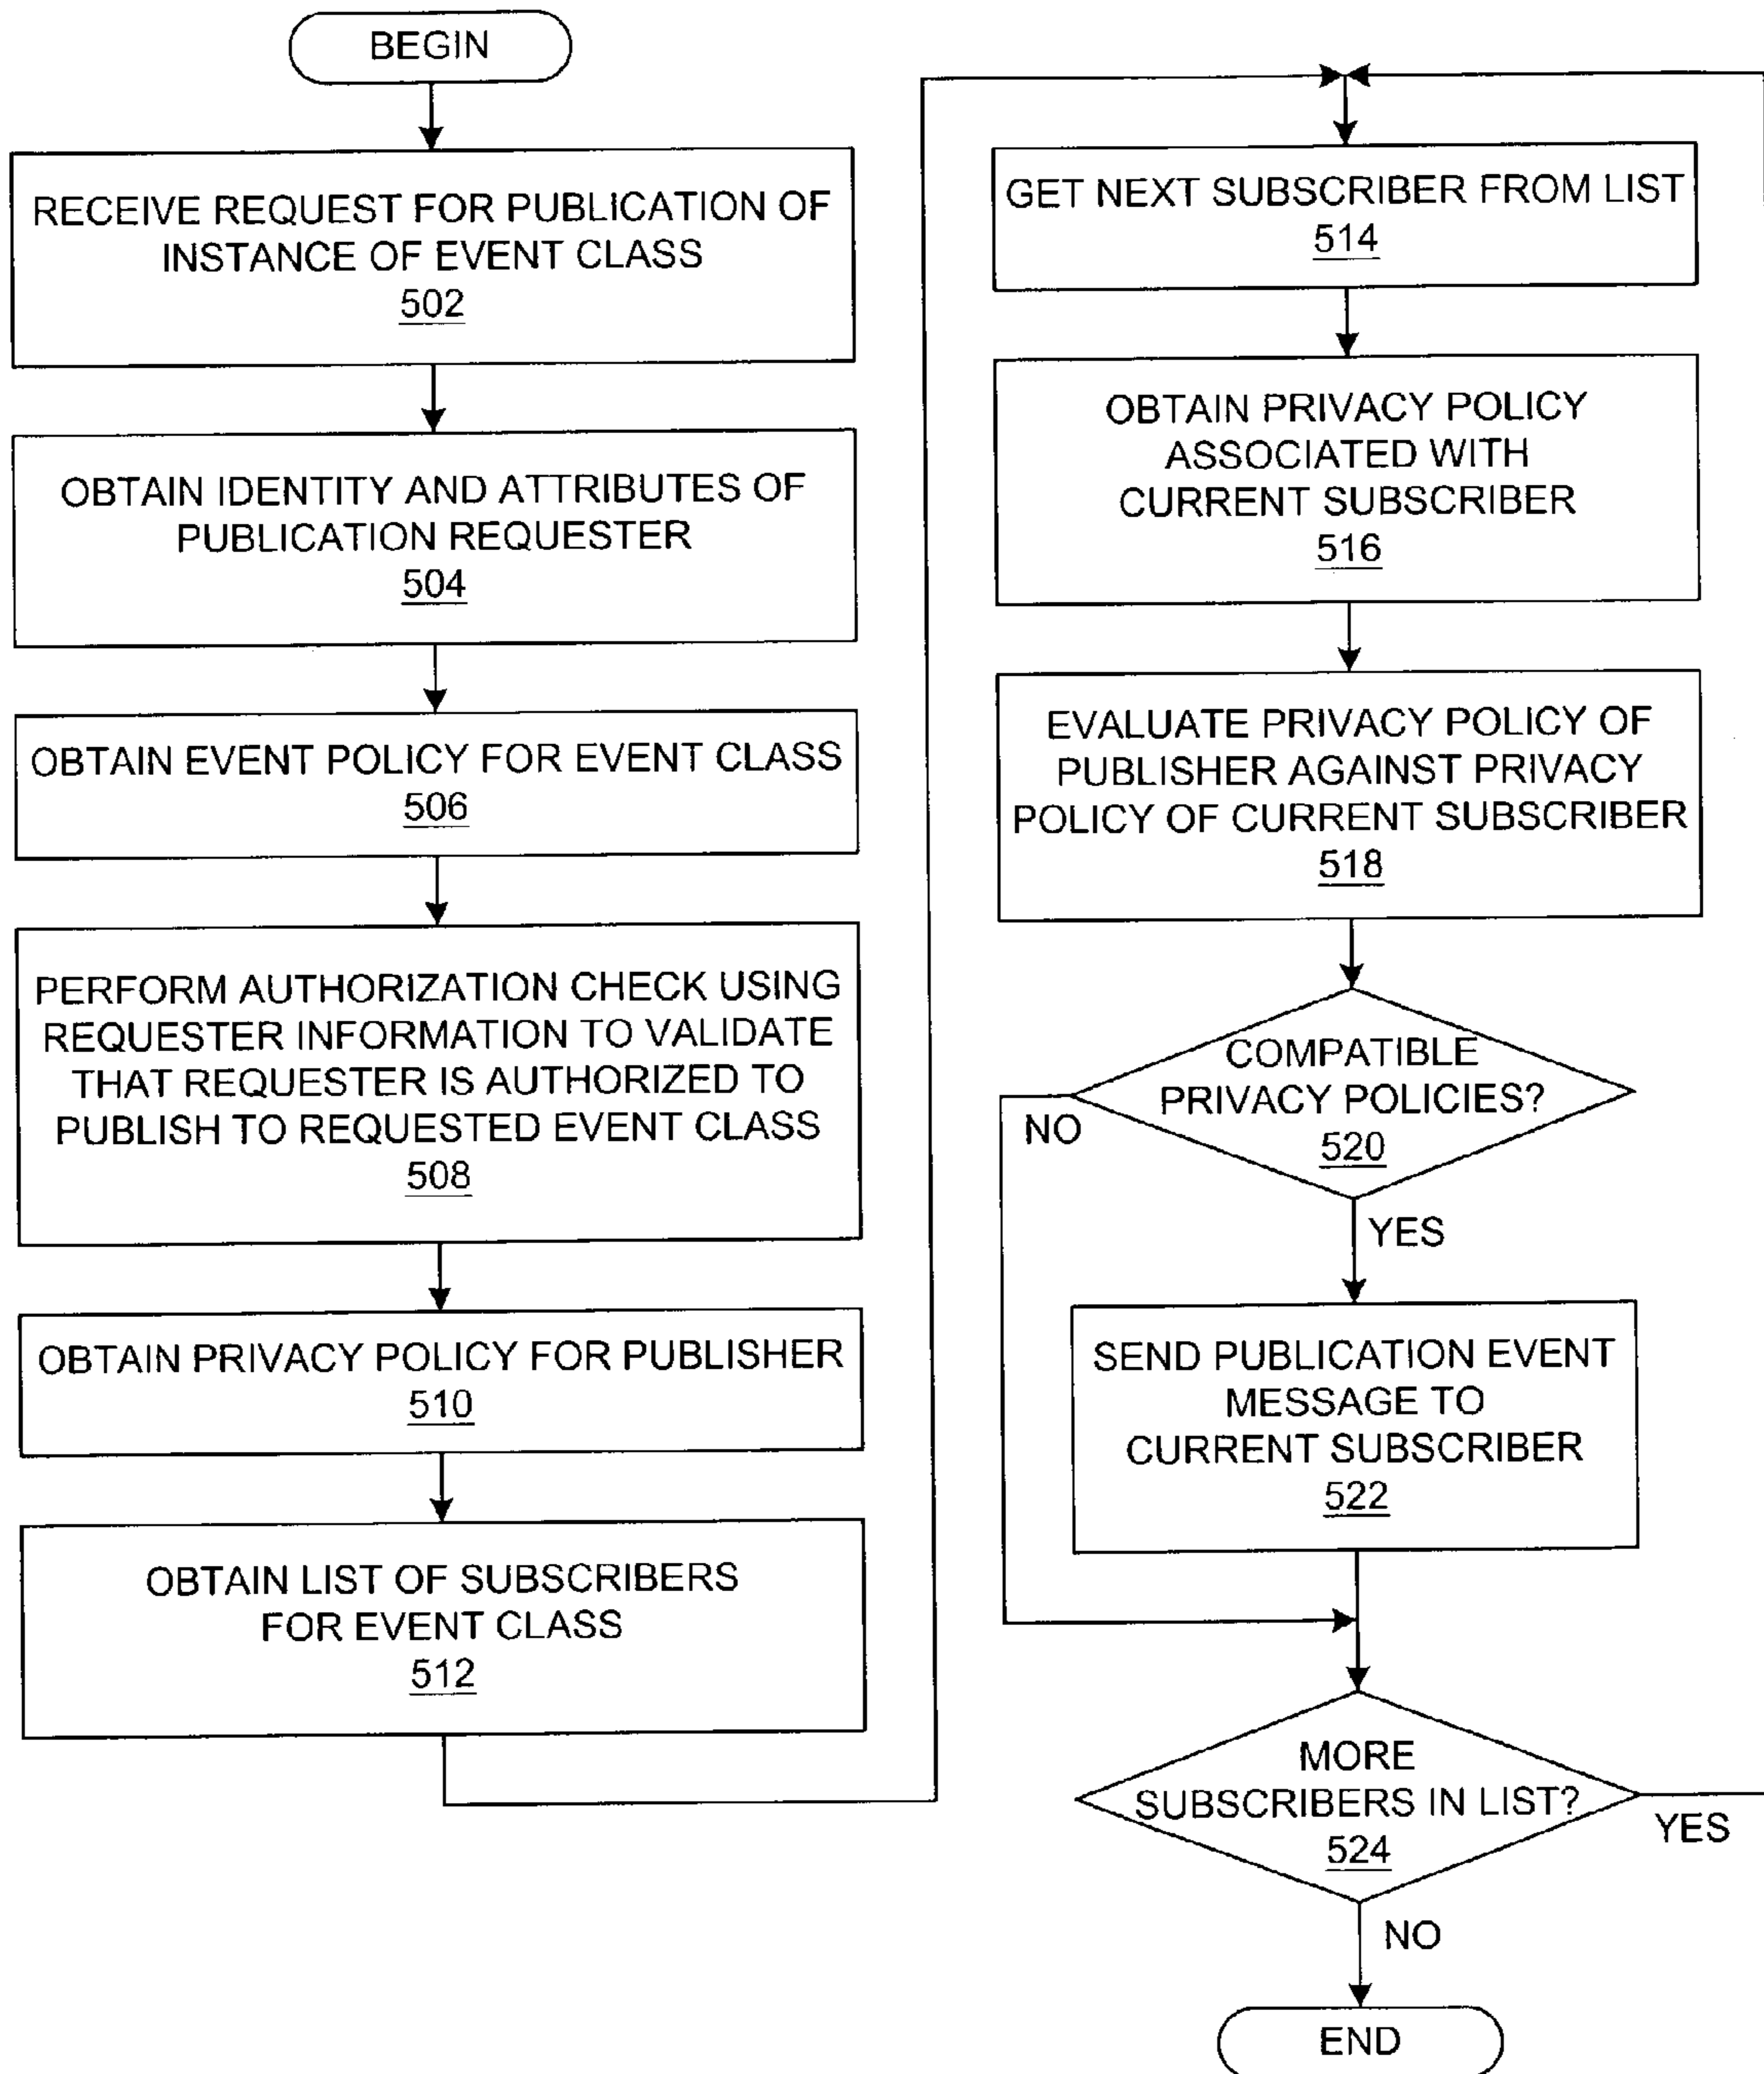 BEGIN
RECEIVE REQUEST FOR PUBLICATION OF
INSTANCE OF EVENT CLASS
502
OBTAIN IDENTITY AND ATTRIBUTES OF
PUBLICATION REQUESTER
504
OBTAIN EVENT POLICY FOR EVENT CLASS
506
PERFORM AUTHORIZATION CHECK USING
REQUESTER INFORMATION TO VALIDATE
THAT REQUESTER IS AUTHORIZED TO
PUBLISH TO REQUESTED EVENT CLASS
508
OBTAIN PRIVACY POLICY FOR PUBLISHER
510
OBTAIN LIST OF SUBSCRIBERS
FOR EVENT CLASS
512
GET NEXT SUBSCRIBER FROM LIST
514
OBTAIN PRIVACY POLICY
ASSOCIATED WITH
CURRENT SUBSCRIBER
516
EVALUATE PRIVACY POLICY OF
PUBLISHER AGAINST PRIVACY
POLICY OF CURRENT SUBSCRIBER
518
COMPATIBLE
PRIVACY POLICIES?
520
NO
YES
SEND PUBLICATION EVENT
MESSAGE TO
CURRENT SUBSCRIBER
522
MORE
SUBSCRIBERS IN LIST?
524
YES
NO
END